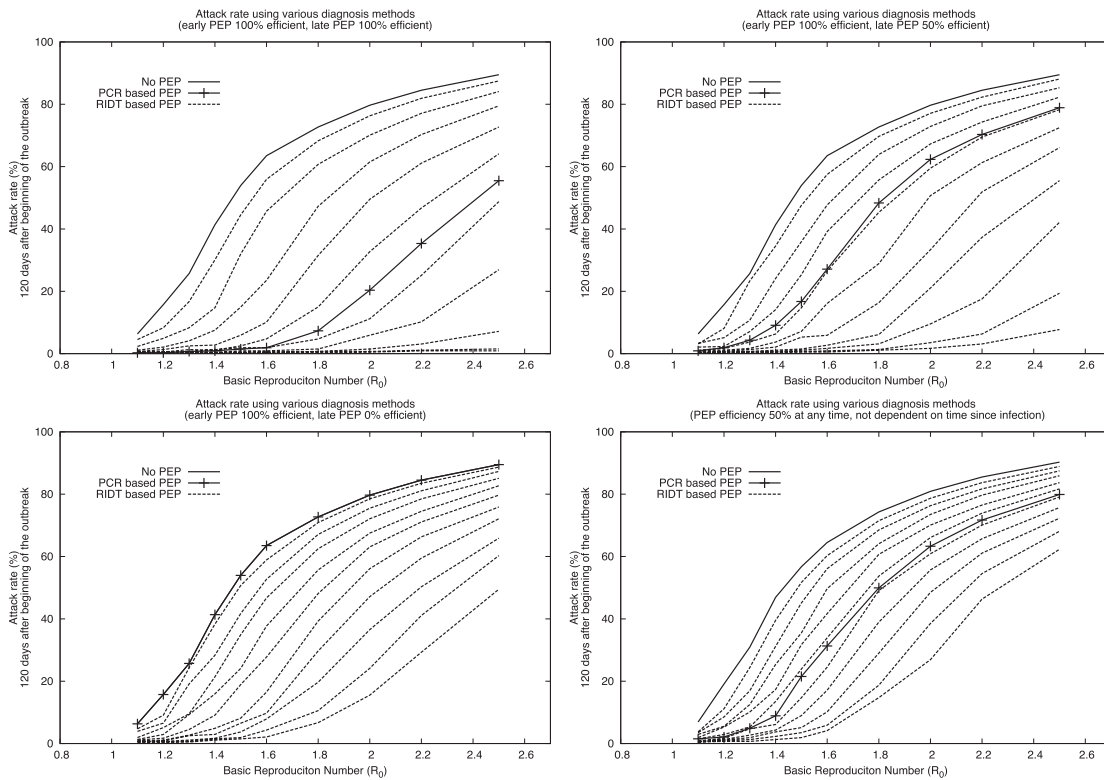 Attack rate using various diagnosis methods
(early PEP 100% efficient, late PEP 100% efficient)
100
80
60
40
20
0
Attack rate (%)
120 days after beginning of the outbreak
No PEP
PCR based PEP
RIDT based PEP
0.8
1
1.2
1.4
1.6
1.8
2
2.2
2.4
2.6
Basic Reproduciton Number (R0)
Attack rate using various diagnosis methods
(early PEP 100% efficient, late PEP 50% efficient)
100
80
60
40
20
0
Attack rate (%)
120 days after beginning of the outbreak
No PEP
PCR based PEP
RIDT based PEP
0.8
1
1.2
1.4
1.6
1.8
2
2.2
2.4
2.6
Basic Reproduciton Number (R0)
Attack rate using various diagnosis methods
(early PEP 100% efficient, late PEP 0% efficient)
100
80
60
40
20
0
Attack rate (%)
120 days after beginning of the outbreak
No PEP
PCR based PEP
RIDT based PEP
0.8
1
1.2
1.4
1.6
1.8
2
2.2
2.4
2.6
Basic Reproduciton Number (R0)
Attack rate using various diagnosis methods
(PEP efficiency 50% at any time, not dependent on time since infection)
100
80
60
40
20
0
Attack rate (%)
120 days after beginning of the outbreak
No PEP
PCR based PEP
RIDT based PEP
0.8
1
1.2
1.4
1.6
1.8
2
2.2
2.4
2.6
Basic Reproduciton Number (R0)